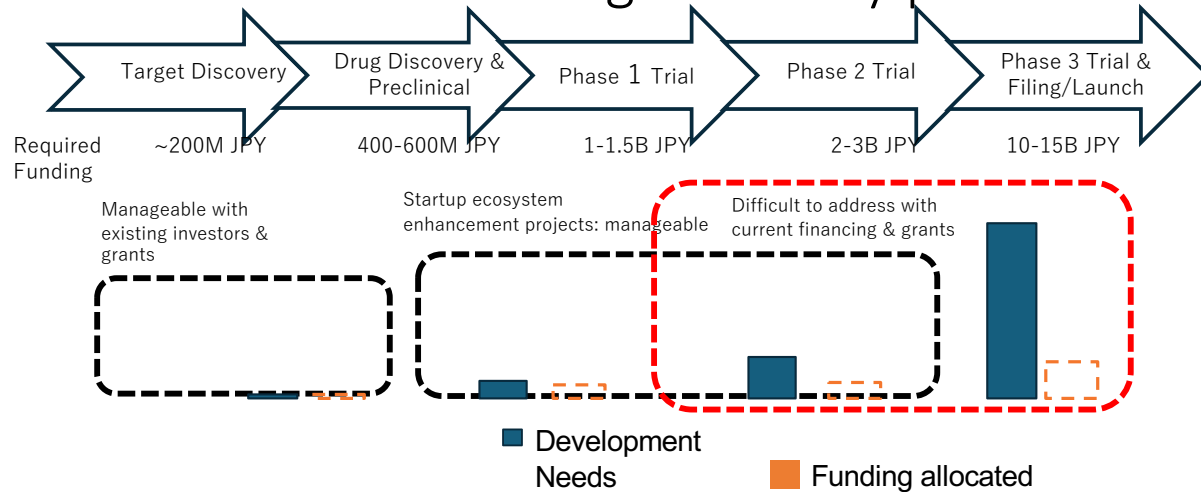 Target Discovery
Drug Discovery &
Preclinical
Phase 1 Trial
Phase 2 Trial
Phase 3 Trial &
Filing/Launch
Required
Funding
~200M JPY
400-600M JPY
1-1.5B JPY
2-3B JPY
10-15B JPY
Manageable with
existing investors &
grants
Startup ecosystem
enhancement projects: manageable
Difficult to address with
current financing & grants
Development
Needs
Funding allocated